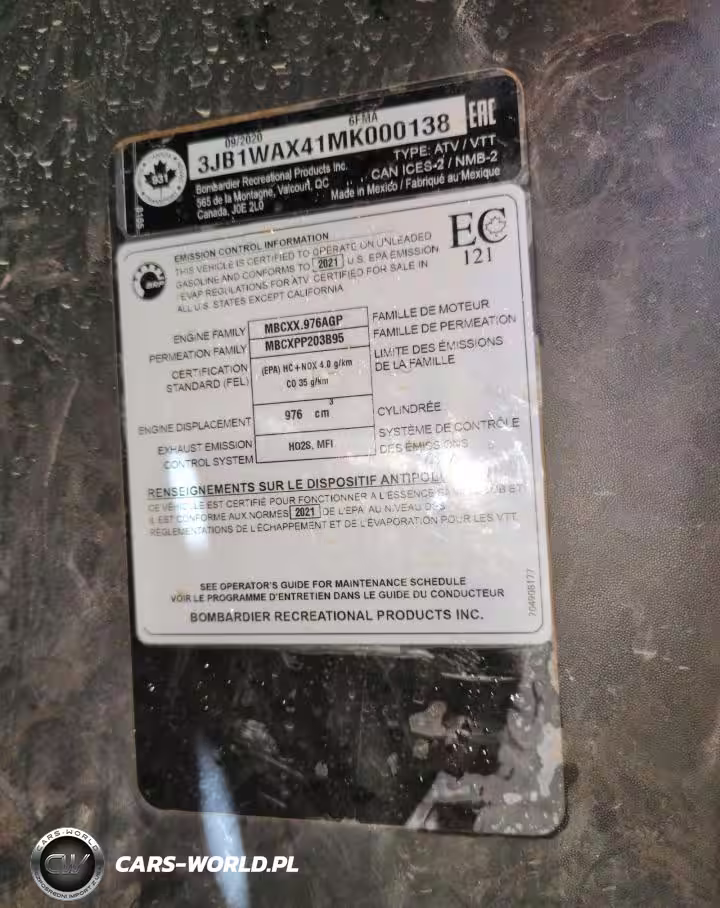 09/2020 6FMA
3JB1WAX41MK000138
EAC
931
Bombardier Recreational Products Inc.
565 de la Montagne, Valcourt, QC
Canada, J0E 2L0
TYPE: ATV / VTT
CAN ICES-2 / NMB-2
Made in Mexico / Fabriqué au Mexique
BRP
EMISSION CONTROL INFORMATION
THIS VEHICLE IS CERTIFIED TO OPERATE ON UNLEADED
GASOLINE AND CONFORMS TO 2021 U.S. EPA EMISSION
/ EVAP REGULATIONS FOR ATV CERTIFIED FOR SALE IN
ALL U.S. STATES EXCEPT CALIFORNIA
EC
121
ENGINE FAMILY MBCXX.976AGP FAMILLE DE MOTEUR
PERMEATION FAMILY MBCXPP203B95 FAMILLE DE PERMEATION
CERTIFICATION (EPA) HC+NOX 4.0 g/km LIMITE DES ÉMISSIONS
STANDARD (FEL) CO 35 g/km DE LA FAMILLE
ENGINE DISPLACEMENT 976 cm³ CYLINDRÉE
EXHAUST EMISSION HO2S, MFI SYSTÈME DE CONTRÔLE
CONTROL SYSTEM DES ÉMISSIONS
RENSEIGNEMENTS SUR LE DISPOSITIF
CE VÉHICULE EST CERTIFIÉ POUR FONCTIONNER À L'ESSENCE ET
IL EST CONFORME AUX NORMES 2021 DE L'EPA AU NIVEAU DES
RÉGLEMENTATIONS DE L'ÉCHAPPEMENT ET DE L'ÉVAPORATION POUR LES VTT.
SEE OPERATOR'S GUIDE FOR MAINTENANCE SCHEDULE
VOIR LE PROGRAMME D'ENTRETIEN DANS LE GUIDE DU CONDUCTEUR
BOMBARDIER RECREATIONAL PRODUCTS INC.
704908177
CARS-WORLD
CW
CARS-WORLD.PL